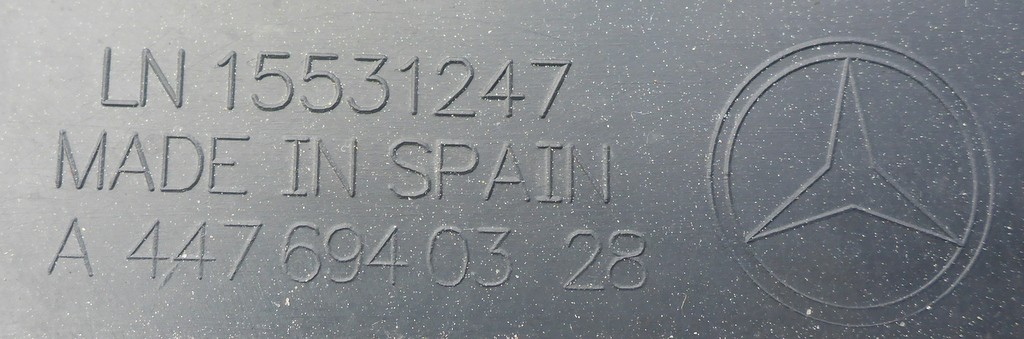 LN 15531247
MADE IN SPAIN
A 447 694 03 28